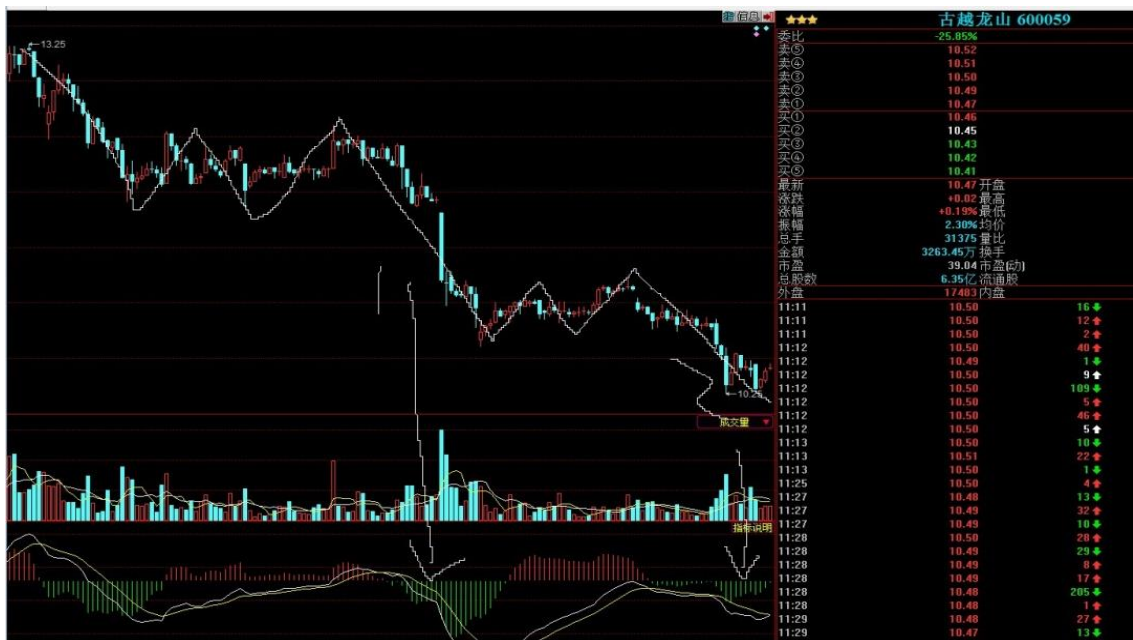 信息
★★★ 古越龙山 600059
13.25
委比 -25.85%
卖⑤ 10.52
卖④ 10.51
卖③ 10.50
卖② 10.49
卖① 10.47
买① 10.46
买② 10.45
买③ 10.43
买④ 10.42
买⑤ 10.41
最新 10.47 开盘
涨跌 +0.02 最高
涨幅 +0.19% 最低
振幅 2.30% 均价
总手 31375 量比
金额 3263.45万 换手
市盈 39.04 市盈(动)
总股数 6.35亿 流通股
外盘 17483 内盘
11:11 10.50 16
11:11 10.50 12
11:11 10.50 2
11:12 10.50 40
11:12 10.49 1
11:12 10.50 9
11:12 10.50 109
11:12 10.50 5
11:12 10.50 46
11:12 10.50 5
11:13 10.50 10
11:13 10.51 22
11:13 10.50 1
11:25 10.50 4
11:27 10.48 13
11:27 10.49 32
11:27 10.49 10
11:28 10.50 28
11:28 10.49 29
11:28 10.49 8
11:28 10.49 17
11:28 10.48 205
11:28 10.48 1
11:29 10.48 27
11:29 10.47 13
10.25
成交量
指标说明